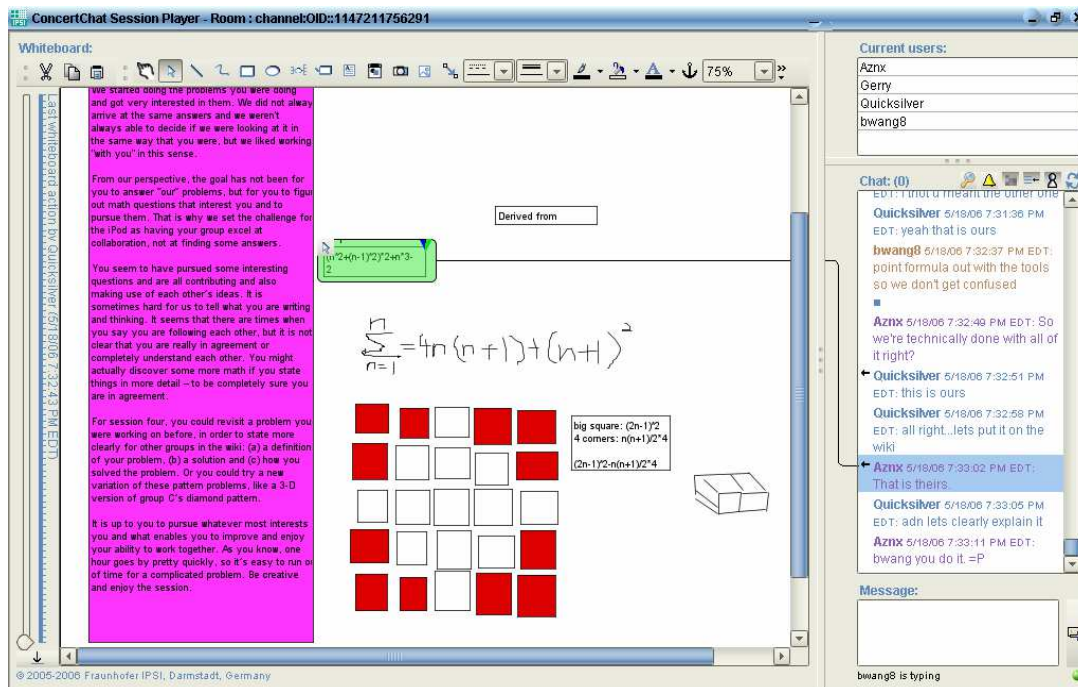 ConcertChat Session Player - Room : channel:OID::1147211756291
Whiteboard:
75%
Last whiteboard action by Quicksilver (5/18/06 7:32:43 PM EDT)
We started doing the problems you were doing
and got very interested in them. We did not alway
arrive at the same answers and we weren't
always able to decide if we were looking at it in
the same way that you were, but we liked working
"with you" in this sense.
From our perspective, the goal has not been for
you to answer "our" problems, but for you to figu
out math questions that interest you and to
pursue them. That is why we set the challenge for
the iPod as having your group excel at
collaboration, not at finding some answers.
You seem to have pursued some interesting
questions and are all contributing and also
making use of each other's ideas. It is
sometimes hard for us to tell what you are writing
and thinking. It seems that there are times when
you say you are following each other, but it is not
clear that you are really in agreement or
completely understand each other. You might
actually discover some more math if you state
things in more detail -- to be completely sure you
are in agreement.
For session four, you could revisit a problem you
were working on before, in order to state more
clearly for other groups in the wiki: (a) a definition
of your problem, (b) a solution and (c) how you
solved the problem. Or you could try a new
variation of these pattern problems, like a 3-D
version of group C's diamond pattern.
It is up to you to pursue whatever most interests
you and what enables you to improve and enjoy
your ability to work together. As you know, one
hour goes by pretty quickly, so it's easy to run o
of time for a complicated problem. Be creative
and enjoy the session.
Derived from
(n^2+(n-1)^2)*2+n*3-
2
n
Σ = 4n(n+1)+(n+1)²
n=1
big square: (2n-1)^2
4 corners: n(n+1)/2*4
(2n-1)^2-n(n+1)/2*4
Current users:
Aznx
Gerry
Quicksilver
bwang8
Chat: (0)
EDT: i thot u meant the other one
Quicksilver 5/18/06 7:31:36 PM
EDT: yeah that is ours
bwang8 5/18/06 7:32:37 PM EDT:
point formula out with the tools
so we don't get confused
Aznx 5/18/06 7:32:49 PM EDT: So
we're technically done with all of
it right?
Quicksilver 5/18/06 7:32:51 PM
EDT: this is ours
Quicksilver 5/18/06 7:32:58 PM
EDT: all right...lets put it on the
wiki
Aznx 5/18/06 7:33:02 PM EDT:
That is theirs.
Quicksilver 5/18/06 7:33:05 PM
EDT: adn lets clearly explain it
Aznx 5/18/06 7:33:11 PM EDT:
bwang you do it. =P
Message:
bwang8 is typing
© 2005-2006 Fraunhofer IPSI, Darmstadt, Germany